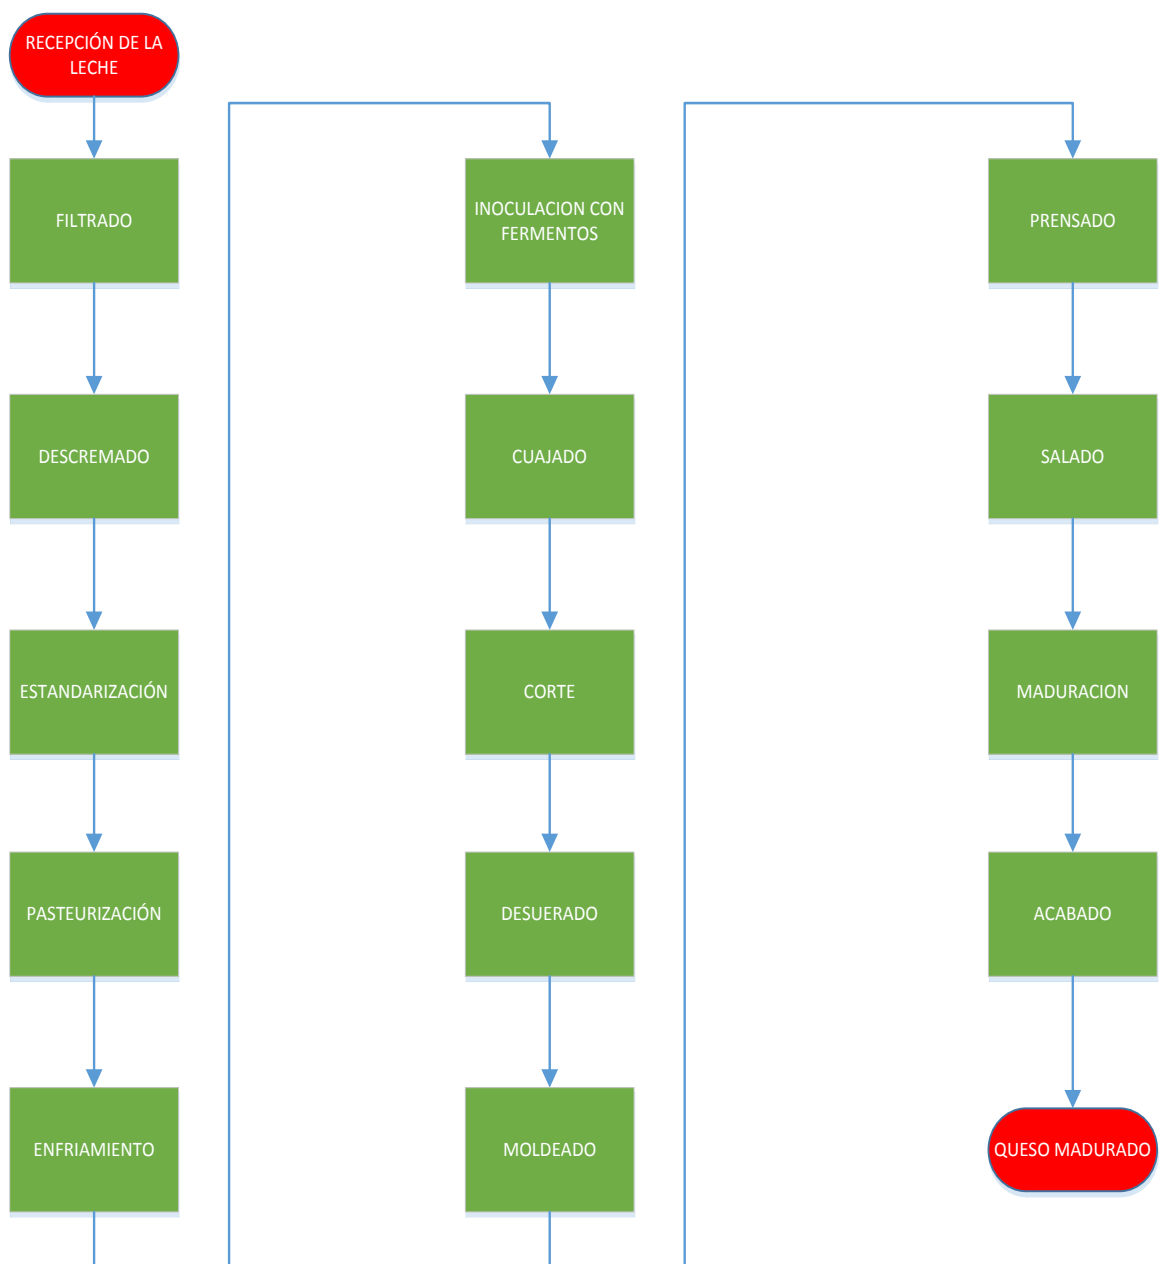 RECEPCIÓN DE LA
LECHE
FILTRADO
DESCREMADO
ESTANDARIZACIÓN
PASTEURIZACIÓN
ENFRIAMIENTO
INOCULACION CON
FERMENTOS
CUAJADO
CORTE
DESUERADO
MOLDEADO
PRENSADO
SALADO
MADURACION
ACABADO
QUESO MADURADO